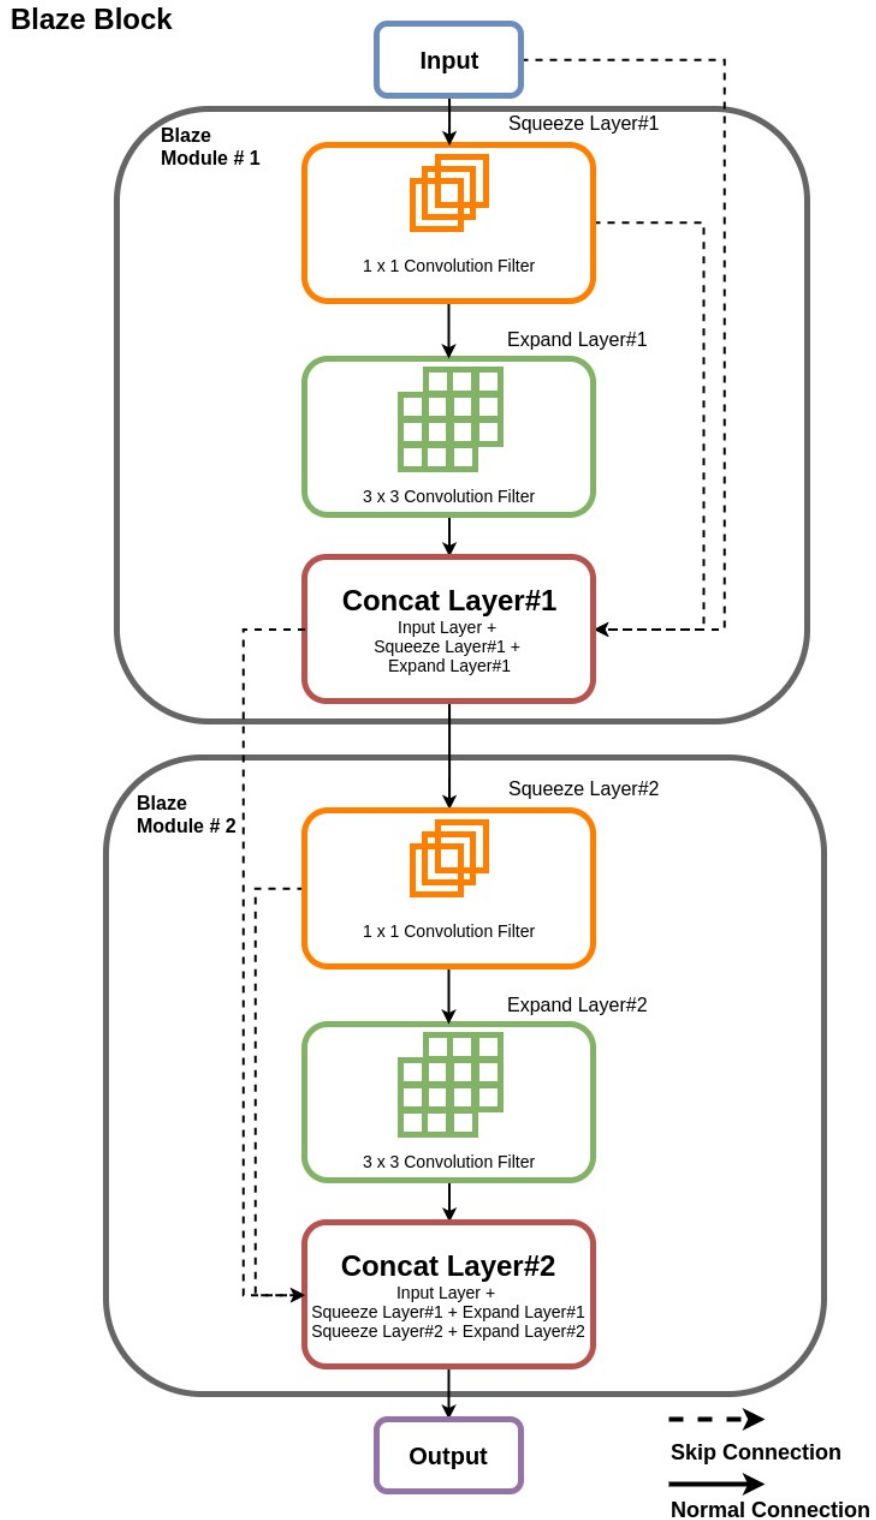 Blaze Block
Input
Blaze
Module # 1
Squeeze Layer#1
1 x 1 Convolution Filter
Expand Layer#1
3 x 3 Convolution Filter
Concat Layer#1
Input Layer +
Squeeze Layer#1 +
Expand Layer#1
Blaze
Module # 2
Squeeze Layer#2
1 x 1 Convolution Filter
Expand Layer#2
3 x 3 Convolution Filter
Concat Layer#2
Input Layer +
Squeeze Layer#1 + Expand Layer#1
Squeeze Layer#2 + Expand Layer#2
Output
Skip Connection
Normal Connection